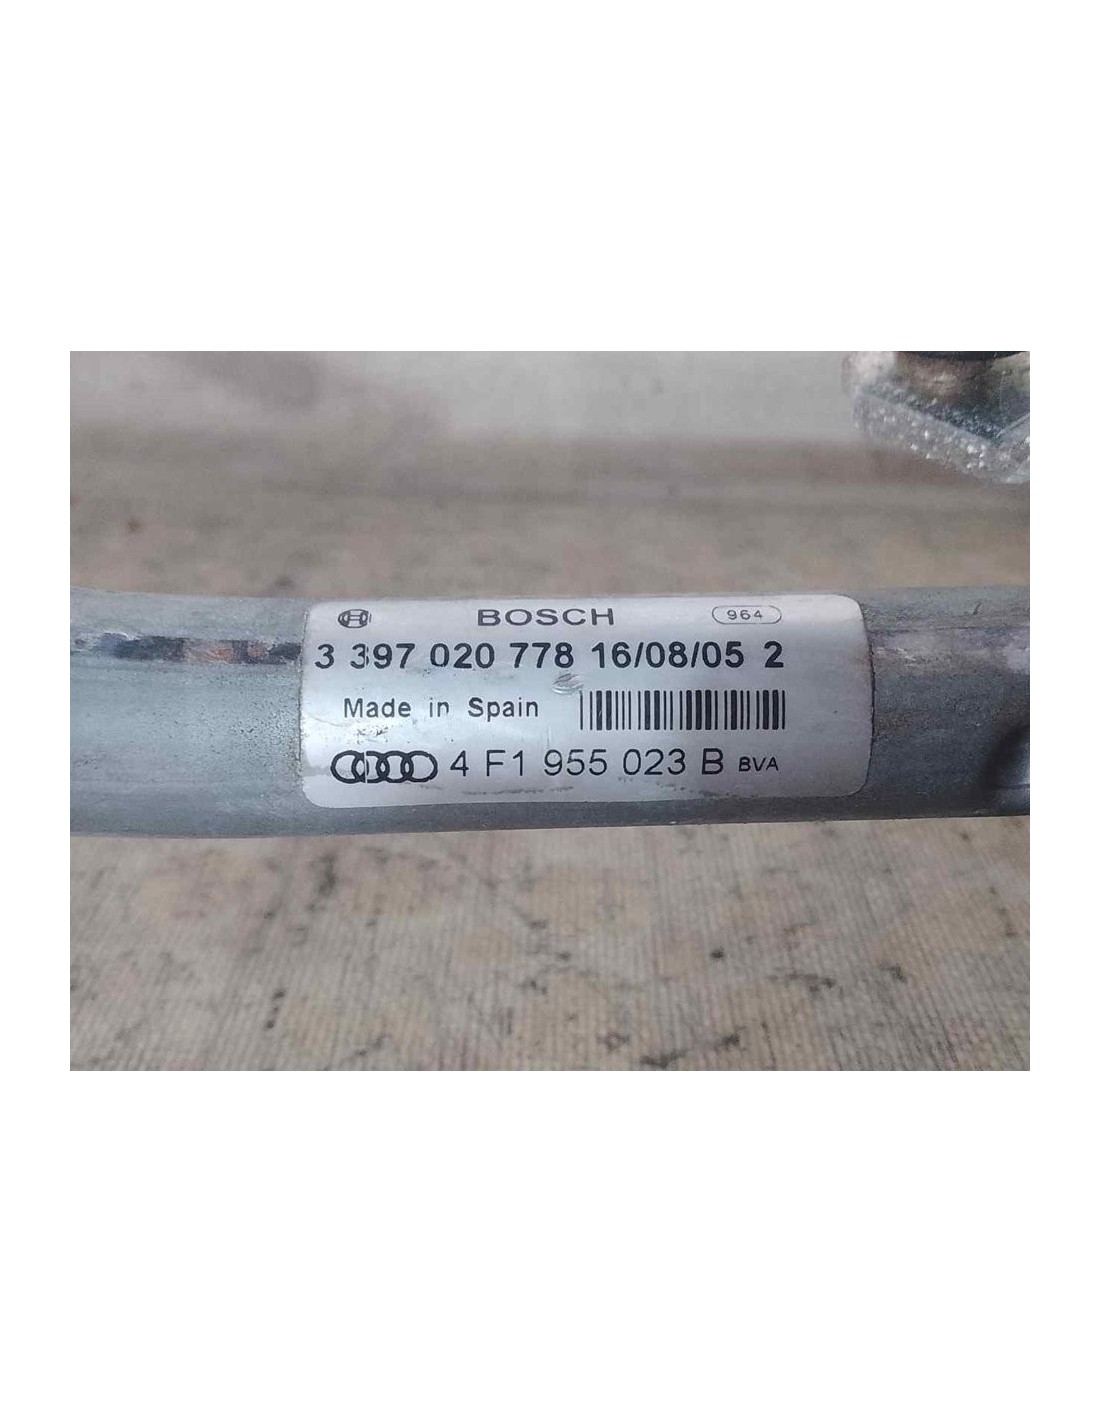 BOSCH 964
3 397 020 778 16/08/05 2
Made in Spain
4 F1 955 023 B BVA